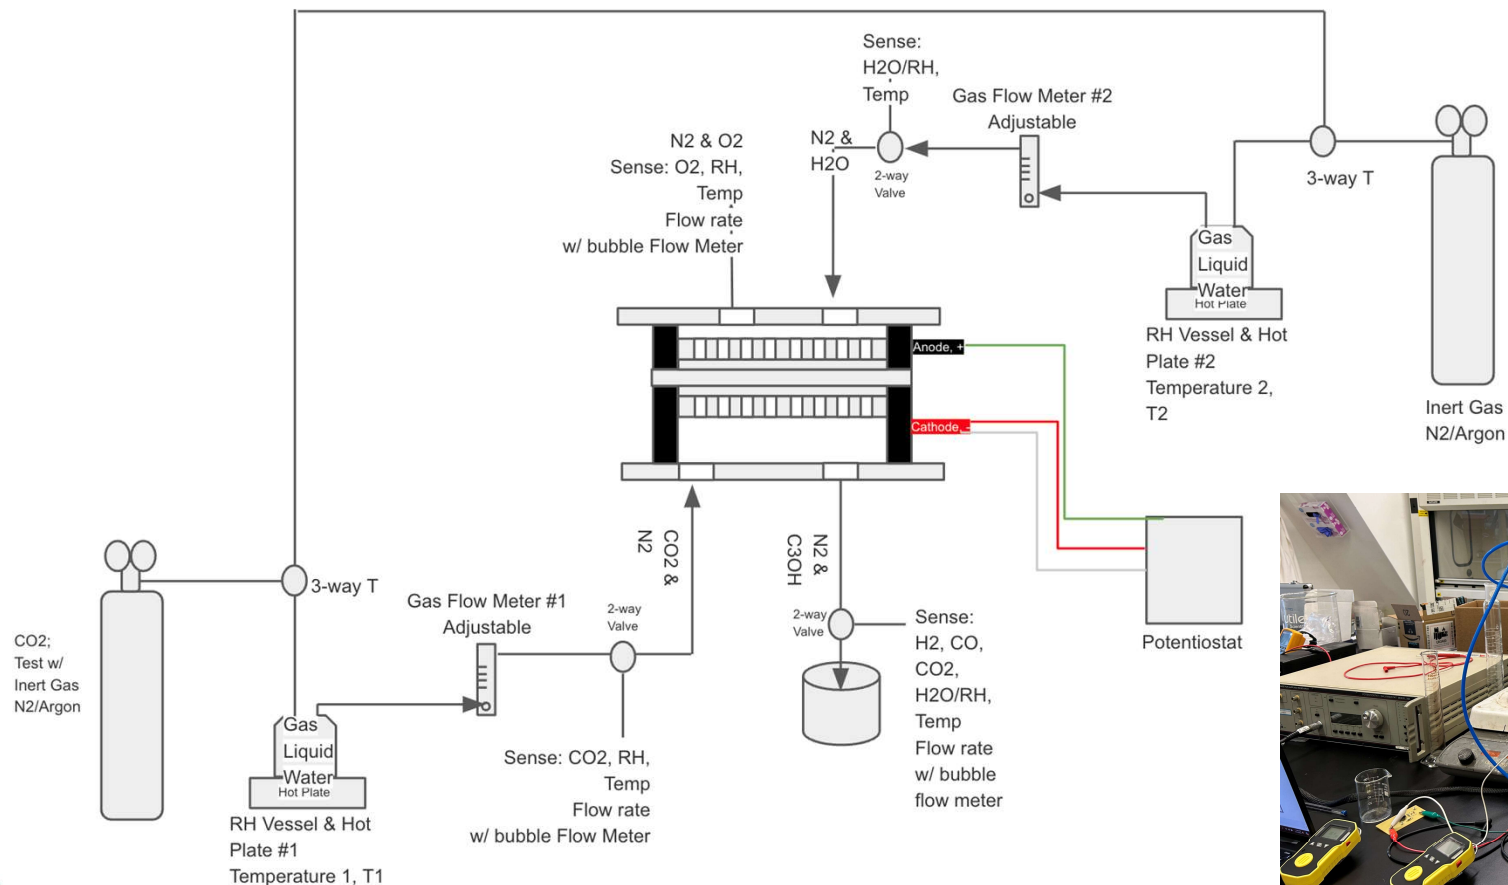 Sense:
H2O/RH,
Temp
Gas Flow Meter #2
Adjustable
N2 & O2
Sense: O2, RH,
Temp
Flow rate
w/ bubble Flow Meter
N2 &
H2O
2-way
Valve
3-way T
Gas
Liquid
Water
Hot Plate
RH Vessel & Hot
Plate #2
Temperature 2,
T2
Inert Gas
N2/Argon
Anode, +
Cathode, -
CO2 &
N2
N2 &
C3OH
3-way T
Gas Flow Meter #1
Adjustable
2-way
Valve
2-way
Valve
Sense:
H2, CO,
CO2,
H2O/RH,
Temp
Flow rate
w/ bubble
flow meter
Potentiostat
CO2;
Test w/
Inert Gas
N2/Argon
Gas
Liquid
Water
Hot Plate
RH Vessel & Hot
Plate #1
Temperature 1, T1
Sense: CO2, RH,
Temp
Flow rate
w/ bubble Flow Meter